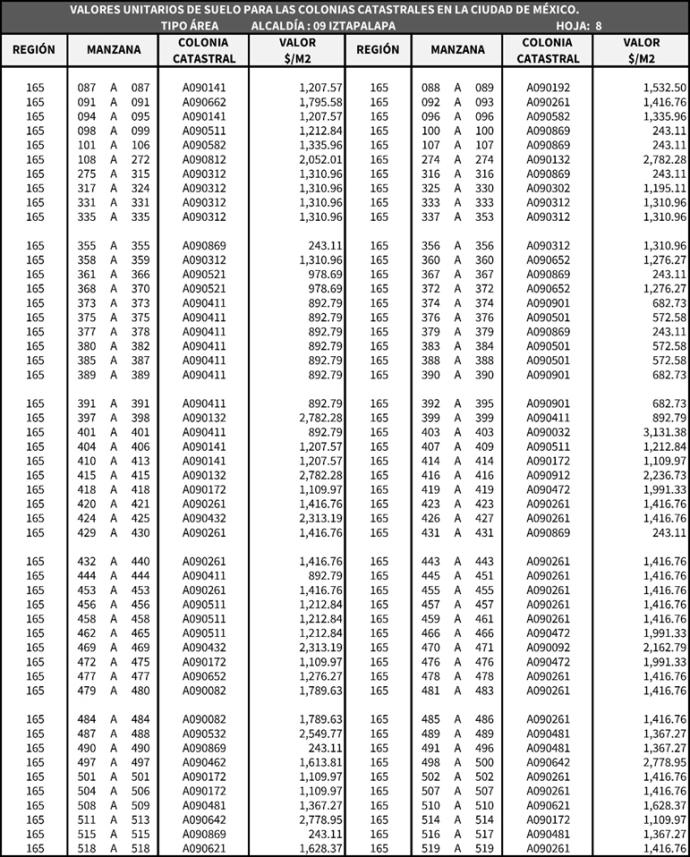 VALORES UNITARIOS DE SUELO PARA LAS COLONIAS CATASTRALES EN LA CIUDAD DE MÉXICO.
TIPO ÁREA ALCALDÍA : 09 IZTAPALAPA HOJA: 8
REGIÓN MANZANA COLONIA CATASTRAL VALOR $/M2 REGIÓN MANZANA COLONIA CATASTRAL VALOR $/M2
165 087 A 087 A090141 1,207.57 165 088 A 089 A090192 1,532.50
165 091 A 091 A090662 1,795.58 165 092 A 093 A090261 1,416.76
165 094 A 095 A090141 1,207.57 165 096 A 096 A090582 1,335.96
165 098 A 099 A090511 1,212.84 165 100 A 100 A090869 243.11
165 101 A 106 A090582 1,335.96 165 107 A 107 A090869 243.11
165 108 A 272 A090812 2,052.01 165 274 A 274 A090132 2,782.28
165 275 A 315 A090312 1,310.96 165 316 A 316 A090869 243.11
165 317 A 324 A090312 1,310.96 165 325 A 330 A090302 1,195.11
165 331 A 331 A090312 1,310.96 165 333 A 333 A090312 1,310.96
165 335 A 335 A090312 1,310.96 165 337 A 353 A090312 1,310.96
165 355 A 355 A090869 243.11 165 356 A 356 A090312 1,310.96
165 358 A 359 A090312 1,310.96 165 360 A 360 A090652 1,276.27
165 361 A 366 A090521 978.69 165 367 A 367 A090869 243.11
165 368 A 370 A090521 978.69 165 372 A 372 A090652 1,276.27
165 373 A 373 A090411 892.79 165 374 A 374 A090901 682.73
165 375 A 375 A090411 892.79 165 376 A 376 A090501 572.58
165 377 A 378 A090411 892.79 165 379 A 379 A090869 243.11
165 380 A 382 A090411 892.79 165 383 A 384 A090501 572.58
165 385 A 387 A090411 892.79 165 388 A 388 A090501 572.58
165 389 A 389 A090411 892.79 165 390 A 390 A090901 682.73
165 391 A 391 A090411 892.79 165 392 A 395 A090901 682.73
165 397 A 398 A090132 2,782.28 165 399 A 399 A090411 892.79
165 401 A 401 A090411 892.79 165 403 A 403 A090032 3,131.38
165 404 A 406 A090141 1,207.57 165 407 A 409 A090511 1,212.84
165 410 A 413 A090141 1,207.57 165 414 A 414 A090172 1,109.97
165 415 A 415 A090132 2,782.28 165 416 A 416 A090912 2,236.73
165 418 A 418 A090172 1,109.97 165 419 A 419 A090472 1,991.33
165 420 A 421 A090261 1,416.76 165 423 A 423 A090261 1,416.76
165 424 A 425 A090432 2,313.19 165 426 A 427 A090261 1,416.76
165 429 A 430 A090261 1,416.76 165 431 A 431 A090869 243.11
165 432 A 440 A090261 1,416.76 165 443 A 443 A090261 1,416.76
165 444 A 444 A090411 892.79 165 445 A 451 A090261 1,416.76
165 453 A 453 A090261 1,416.76 165 455 A 455 A090261 1,416.76
165 456 A 456 A090511 1,212.84 165 457 A 457 A090261 1,416.76
165 458 A 458 A090511 1,212.84 165 459 A 461 A090261 1,416.76
165 462 A 465 A090511 1,212.84 165 466 A 466 A090472 1,991.33
165 469 A 469 A090432 2,313.19 165 470 A 471 A090092 2,162.79
165 472 A 475 A090172 1,109.97 165 476 A 476 A090472 1,991.33
165 477 A 477 A090652 1,276.27 165 478 A 478 A090261 1,416.76
165 479 A 480 A090082 1,789.63 165 481 A 483 A090261 1,416.76
165 484 A 484 A090082 1,789.63 165 485 A 486 A090261 1,416.76
165 487 A 488 A090532 2,549.77 165 489 A 489 A090481 1,367.27
165 490 A 490 A090869 243.11 165 491 A 496 A090481 1,367.27
165 497 A 497 A090462 1,613.81 165 498 A 500 A090642 2,778.95
165 501 A 501 A090172 1,109.97 165 502 A 502 A090261 1,416.76
165 504 A 506 A090172 1,109.97 165 507 A 507 A090261 1,416.76
165 508 A 509 A090481 1,367.27 165 510 A 510 A090621 1,628.37
165 511 A 513 A090642 2,778.95 165 514 A 514 A090172 1,109.97
165 515 A 515 A090869 243.11 165 516 A 517 A090481 1,367.27
165 518 A 518 A090621 1,628.37 165 519 A 519 A090261 1,416.76